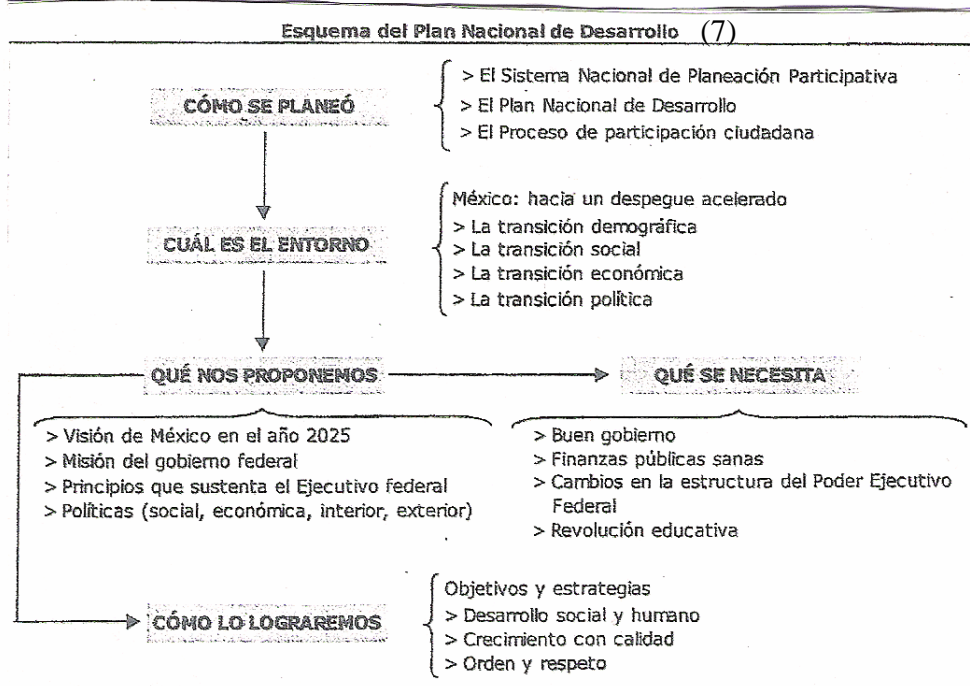 Esquema del Plan Nacional de Desarrollo (7)
CÓMO SE PLANEÓ
> El Sistema Nacional de Planeación Participativa
> El Plan Nacional de Desarrollo
> El Proceso de participación ciudadana
CUÁL ES EL ENTORNO
México: hacia un despegue acelerado
> La transición demográfica
> La transición social
> La transición económica
> La transición política
QUÉ NOS PROPONEMOS
> Visión de México en el año 2025
> Misión del gobierno federal
> Principios que sustenta el Ejecutivo federal
> Políticas (social, económica, interior, exterior)
QUÉ SE NECESITA
> Buen gobierno
> Finanzas públicas sanas
> Cambios en la estructura del Poder Ejecutivo
Federal
> Revolución educativa
CÓMO LO LOGRAREMOS
Objetivos y estrategias
> Desarrollo social y humano
> Crecimiento con calidad
> Orden y respeto